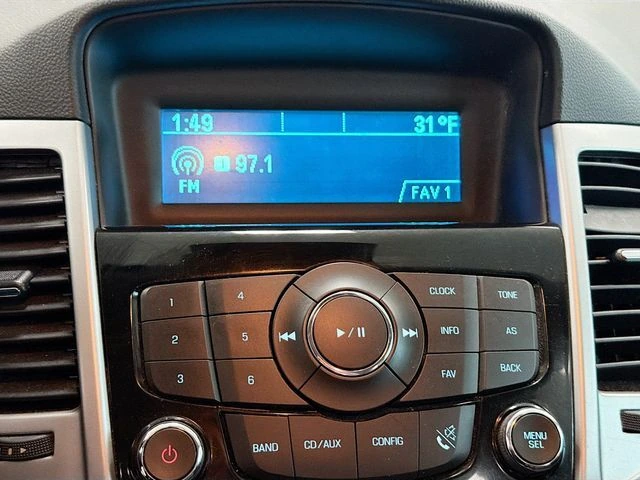 1:49 31°F
97.1
FM
FAV 1
1 4 CLOCK TONE
2 5 INFO AS
3 6 FAV BACK
BAND CD/AUX CONFIG
MENU
SEL